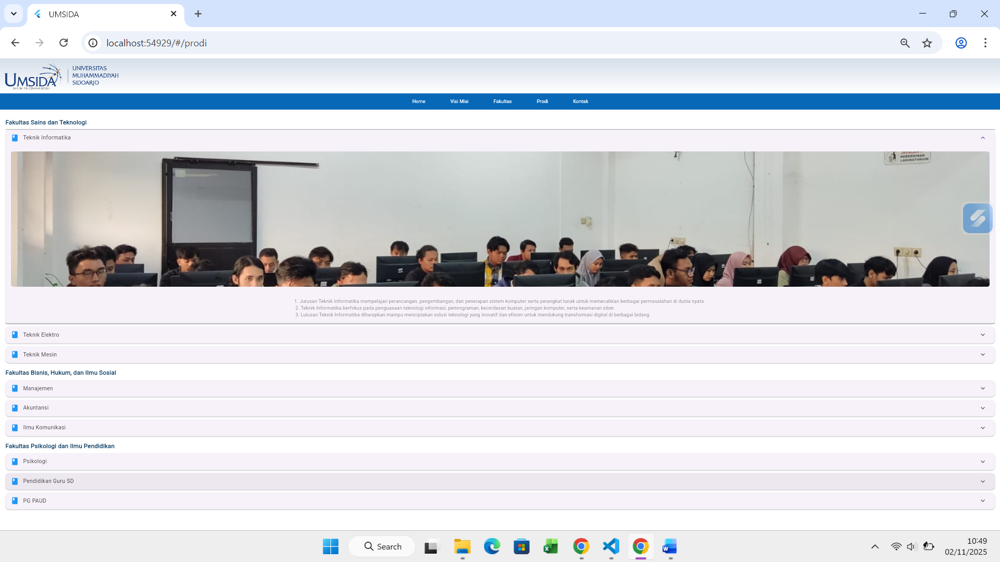 UMSIDA
localhost:54929/#/prodi
UMSIDA
UNIVERSITAS
MUHAMMADIYAH
SIDOARJO
Home
Visi Misi
Fakultas
Prodi
Kontak
Fakultas Sains dan Teknologi
Teknik Informatika
KEBERSIHAN
LABORATORIUM
1. Jurusan Teknik Informatika mempelajari perancangan, pengembangan, dan penerapan sistem komputer serta perangkat lunak untuk memecahkan berbagai permasalahan di dunia nyata.
2. Teknik Informatika berfokus pada penguasaan teknologi informasi, pemrograman, kecerdasan buatan, jaringan komputer, serta keamanan siber.
3. Lulusan Teknik Informatika diharapkan mampu menciptakan solusi teknologi yang inovatif dan efisien untuk mendukung transformasi digital di berbagai bidang.
Teknik Elektro
Teknik Mesin
Fakultas Bisnis, Hukum, dan Ilmu Sosial
Manajemen
Akuntansi
Ilmu Komunikasi
Fakultas Psikologi dan Ilmu Pendidikan
Psikologi
Pendidikan Guru SD
PG PAUD
Search
10:49
02/11/2025